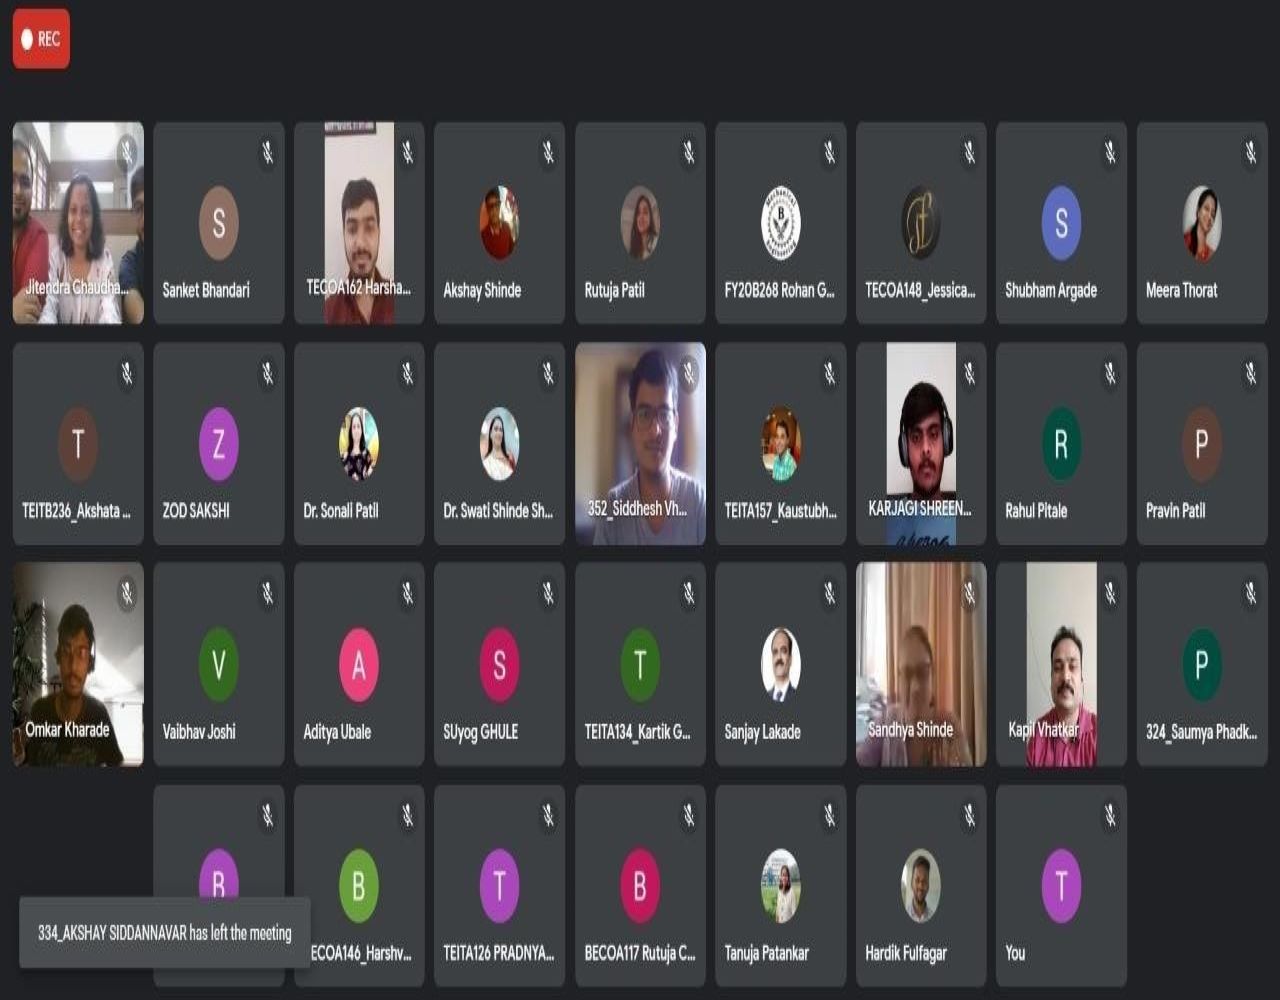 REC
Jitendra Chaudha...
S
Sanket Bhandari
TECOA162 Harsha...
Akshay Shinde
Rutuja Patil
B
FY20B268 Rohan G...
TECOA148_Jessica...
S
Shubham Argade
Meera Thorat
T
TEITB236_Akshata ...
Z
ZOD SAKSHI
Dr. Sonali Patil
Dr. Swati Shinde Sh...
352_Siddhesh Vh...
TEITA157_Kaustubh...
KARJAGI SHREEN...
R
Rahul Pitale
P
Pravin Patil
Omkar Kharade
V
Vaibhav Joshi
A
Aditya Ubale
S
SUyog GHULE
T
TEITA134_Kartik G...
Sanjay Lakade
Sandhya Shinde
Kapil Vhatkar
P
324_Saumya Phadk...
B
ECOA146_Harshv...
T
TEITA126 PRADNYA...
B
BECOA117 Rutuja C...
Tanuja Patankar
Hardik Fulfagar
T
You
334_AKSHAY SIDDANNAVAR has left the meeting